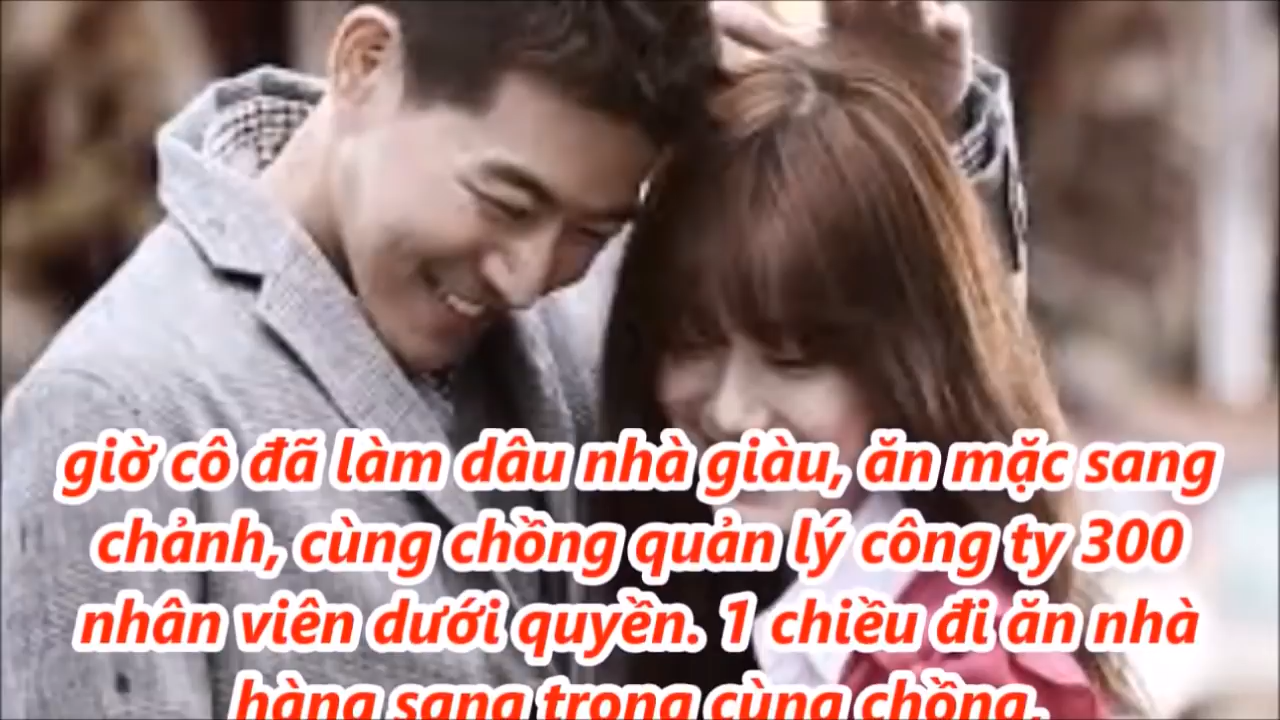 giờ cô đã làm dâu nhà giàu, ăn mặc sang
chảnh, cùng chồng quản lý công ty 300
nhân viên dưới quyền. 1 chiều đi ăn nhà
hàng sang trọng cùng chồng,